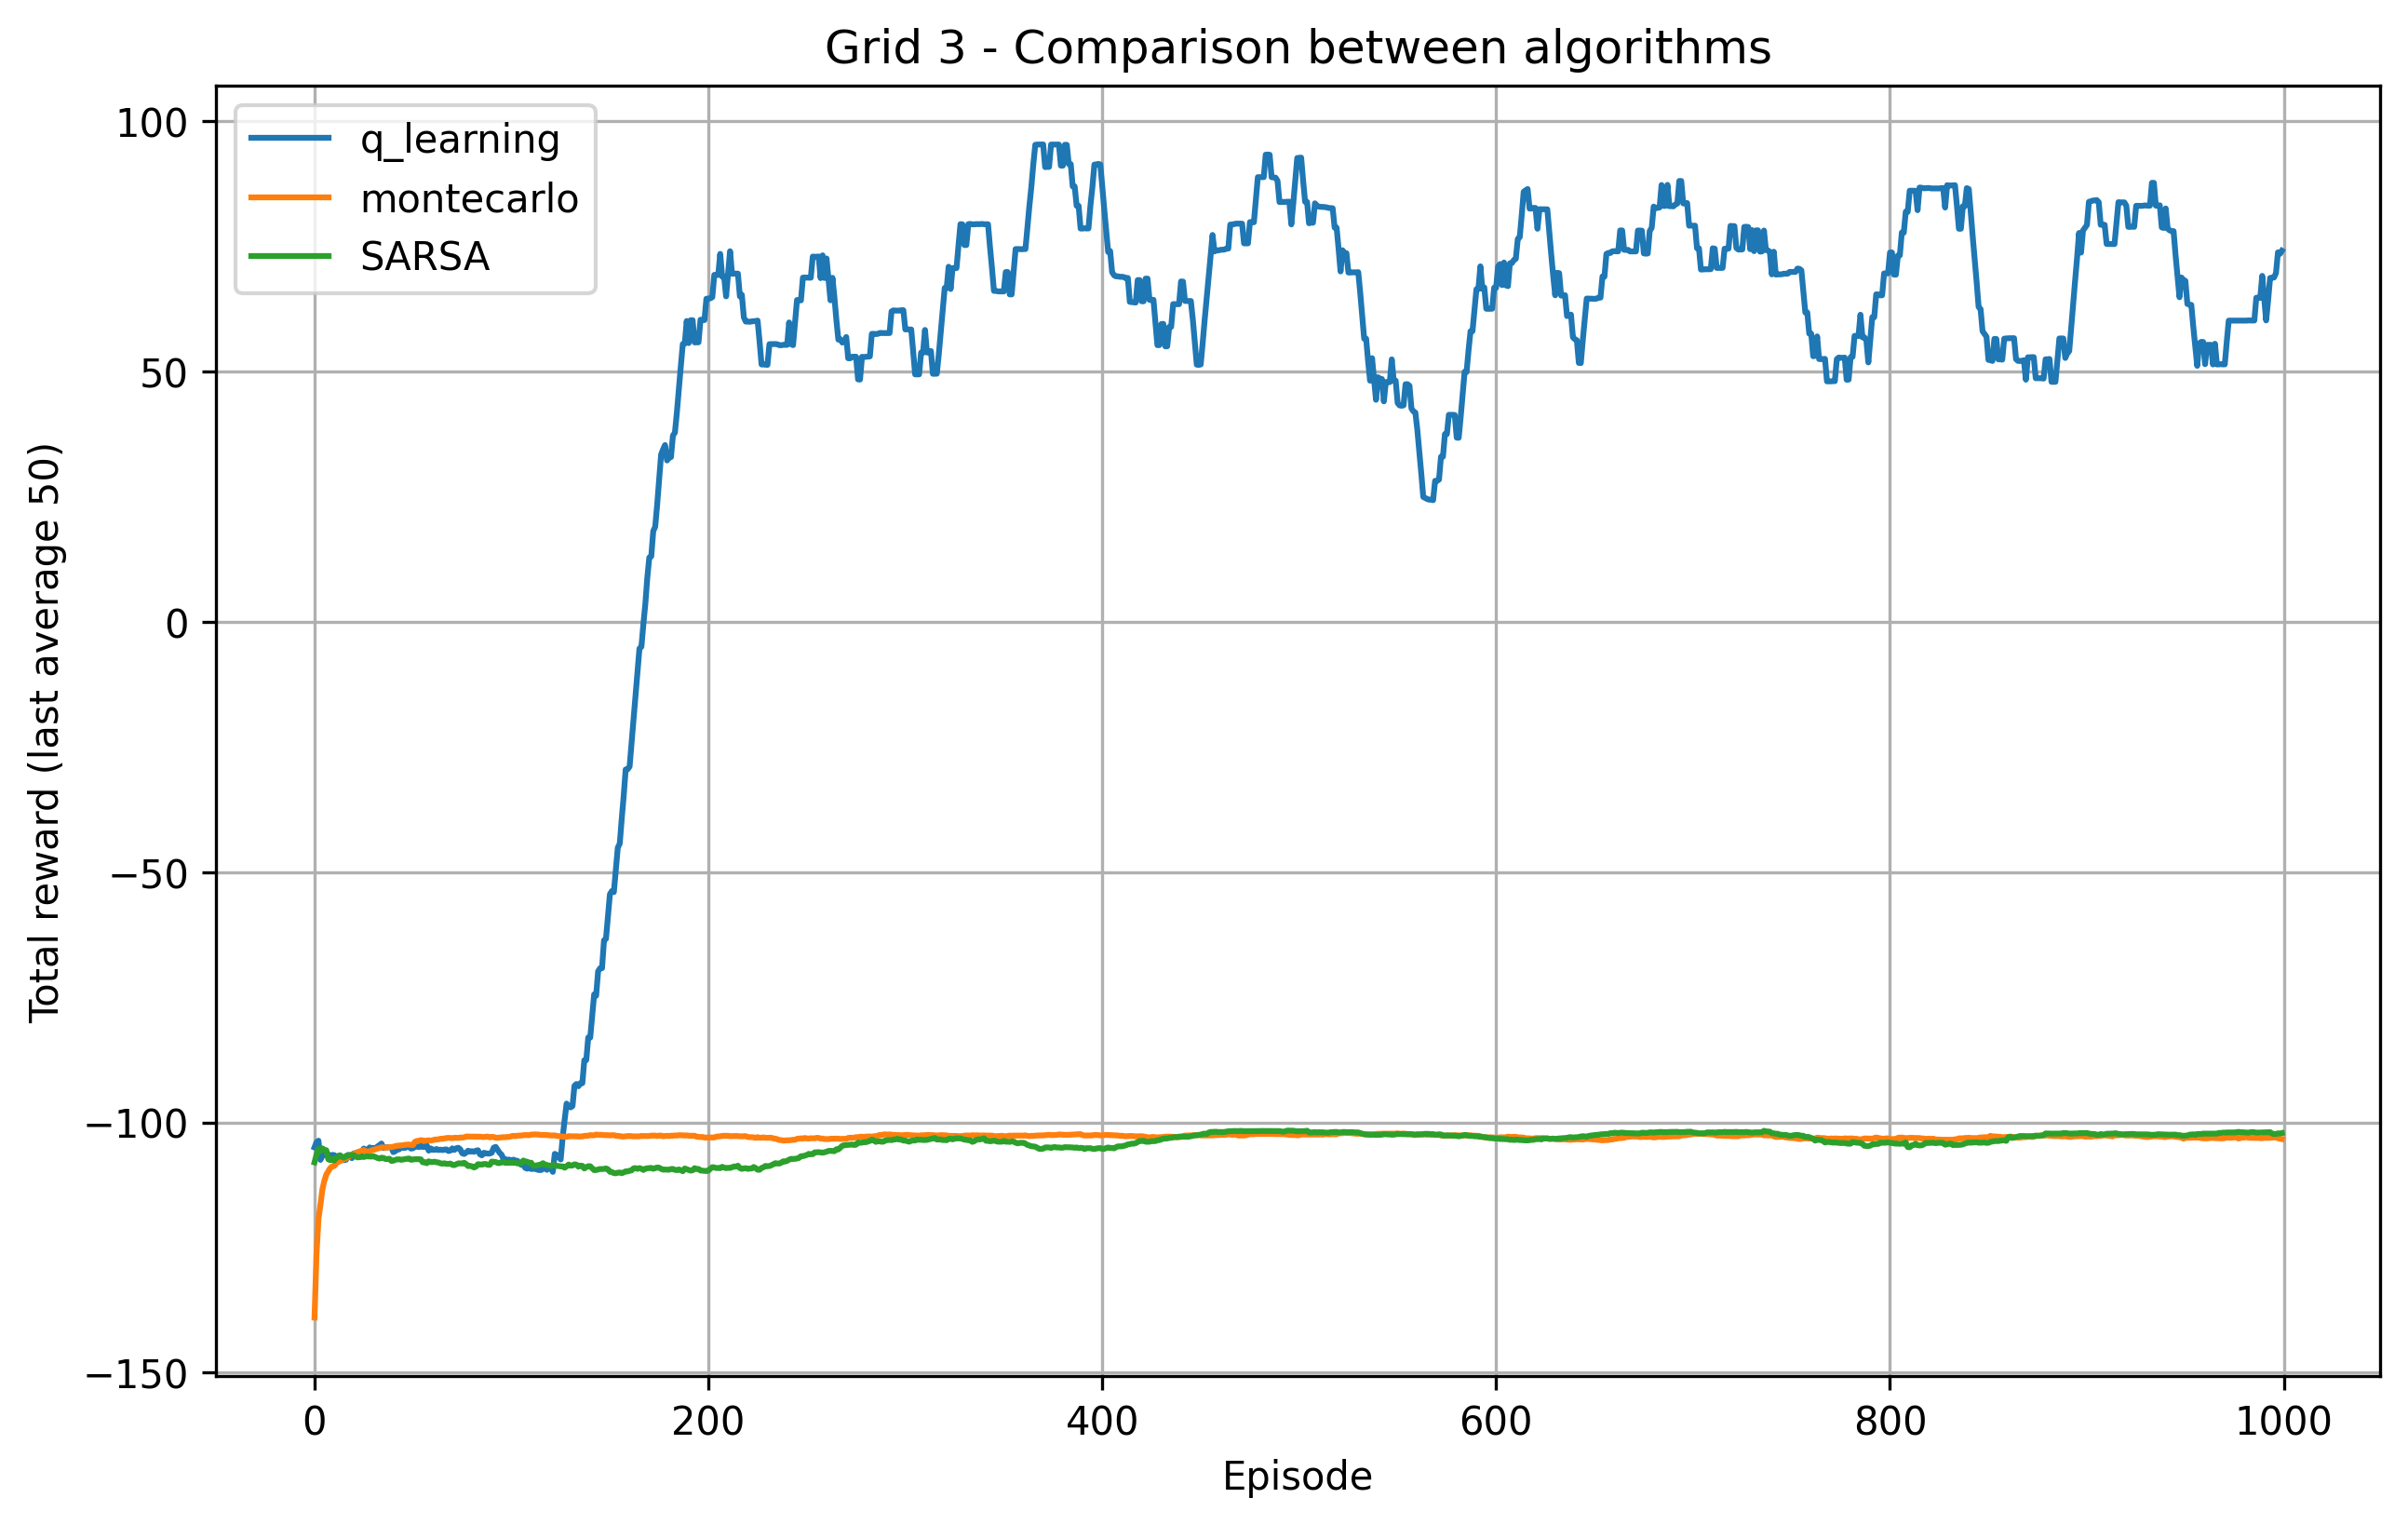 Grid 3 - Comparison between algorithms
q_learning
montecarlo
SARSA
100
50
0
−50
−100
−150
Total reward (last average 50)
0 200 400 600 800 1000
Episode